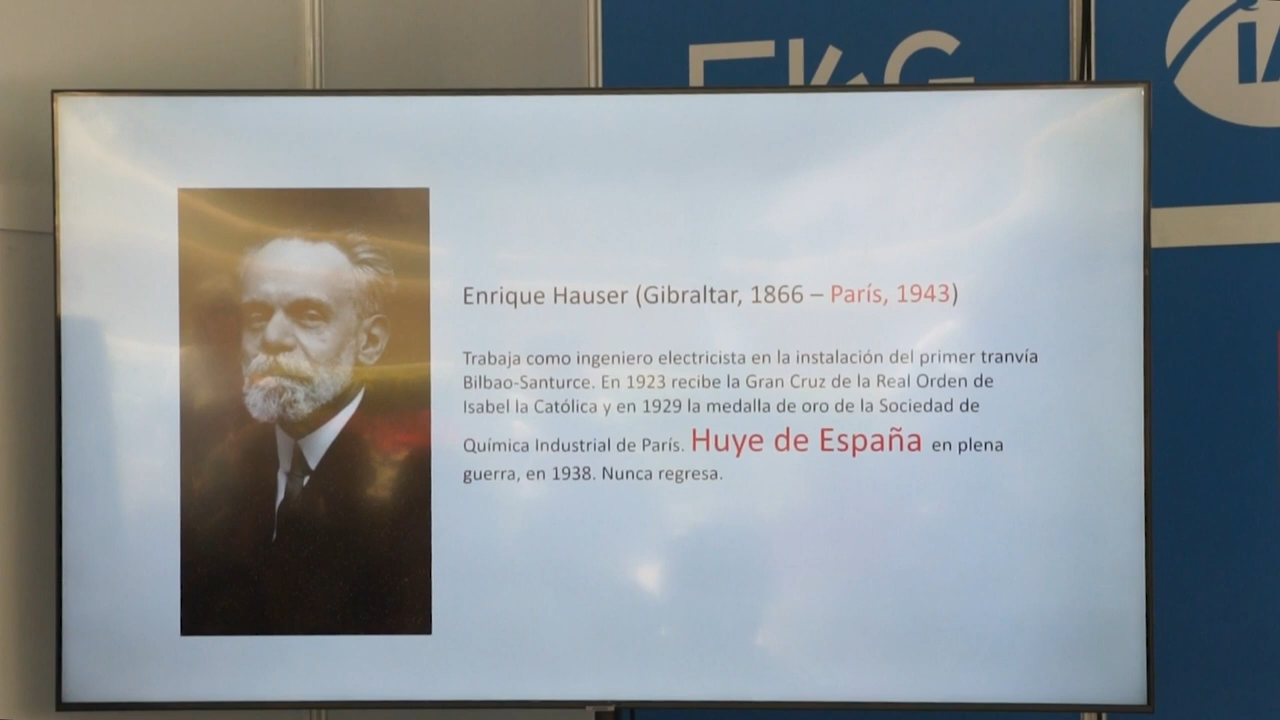 Enrique Hauser (Gibraltar, 1866 – París, 1943)
Trabaja como ingeniero electricista en la instalación del primer tranvía
Bilbao-Santurce. En 1923 recibe la Gran Cruz de la Real Orden de
Isabel la Católica y en 1929 la medalla de oro de la Sociedad de
Química Industrial de París. Huye de España en plena
guerra, en 1938. Nunca regresa.